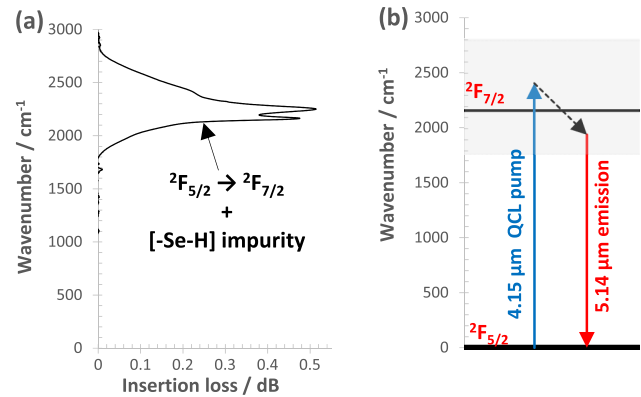 (a)
Wavenumber / cm⁻¹
3000
2500
2000
1500
1000
500
0
²F₅/₂ → ²F₇/₂
+
[-Se-H] impurity
0
0.1
0.2
0.3
0.4
0.5
Insertion loss / dB
(b)
Wavenumber / cm⁻¹
3000
2500
2000
1500
1000
500
0
²F₇/₂
4.15 μm QCL pump
5.14 μm emission
²F₅/₂